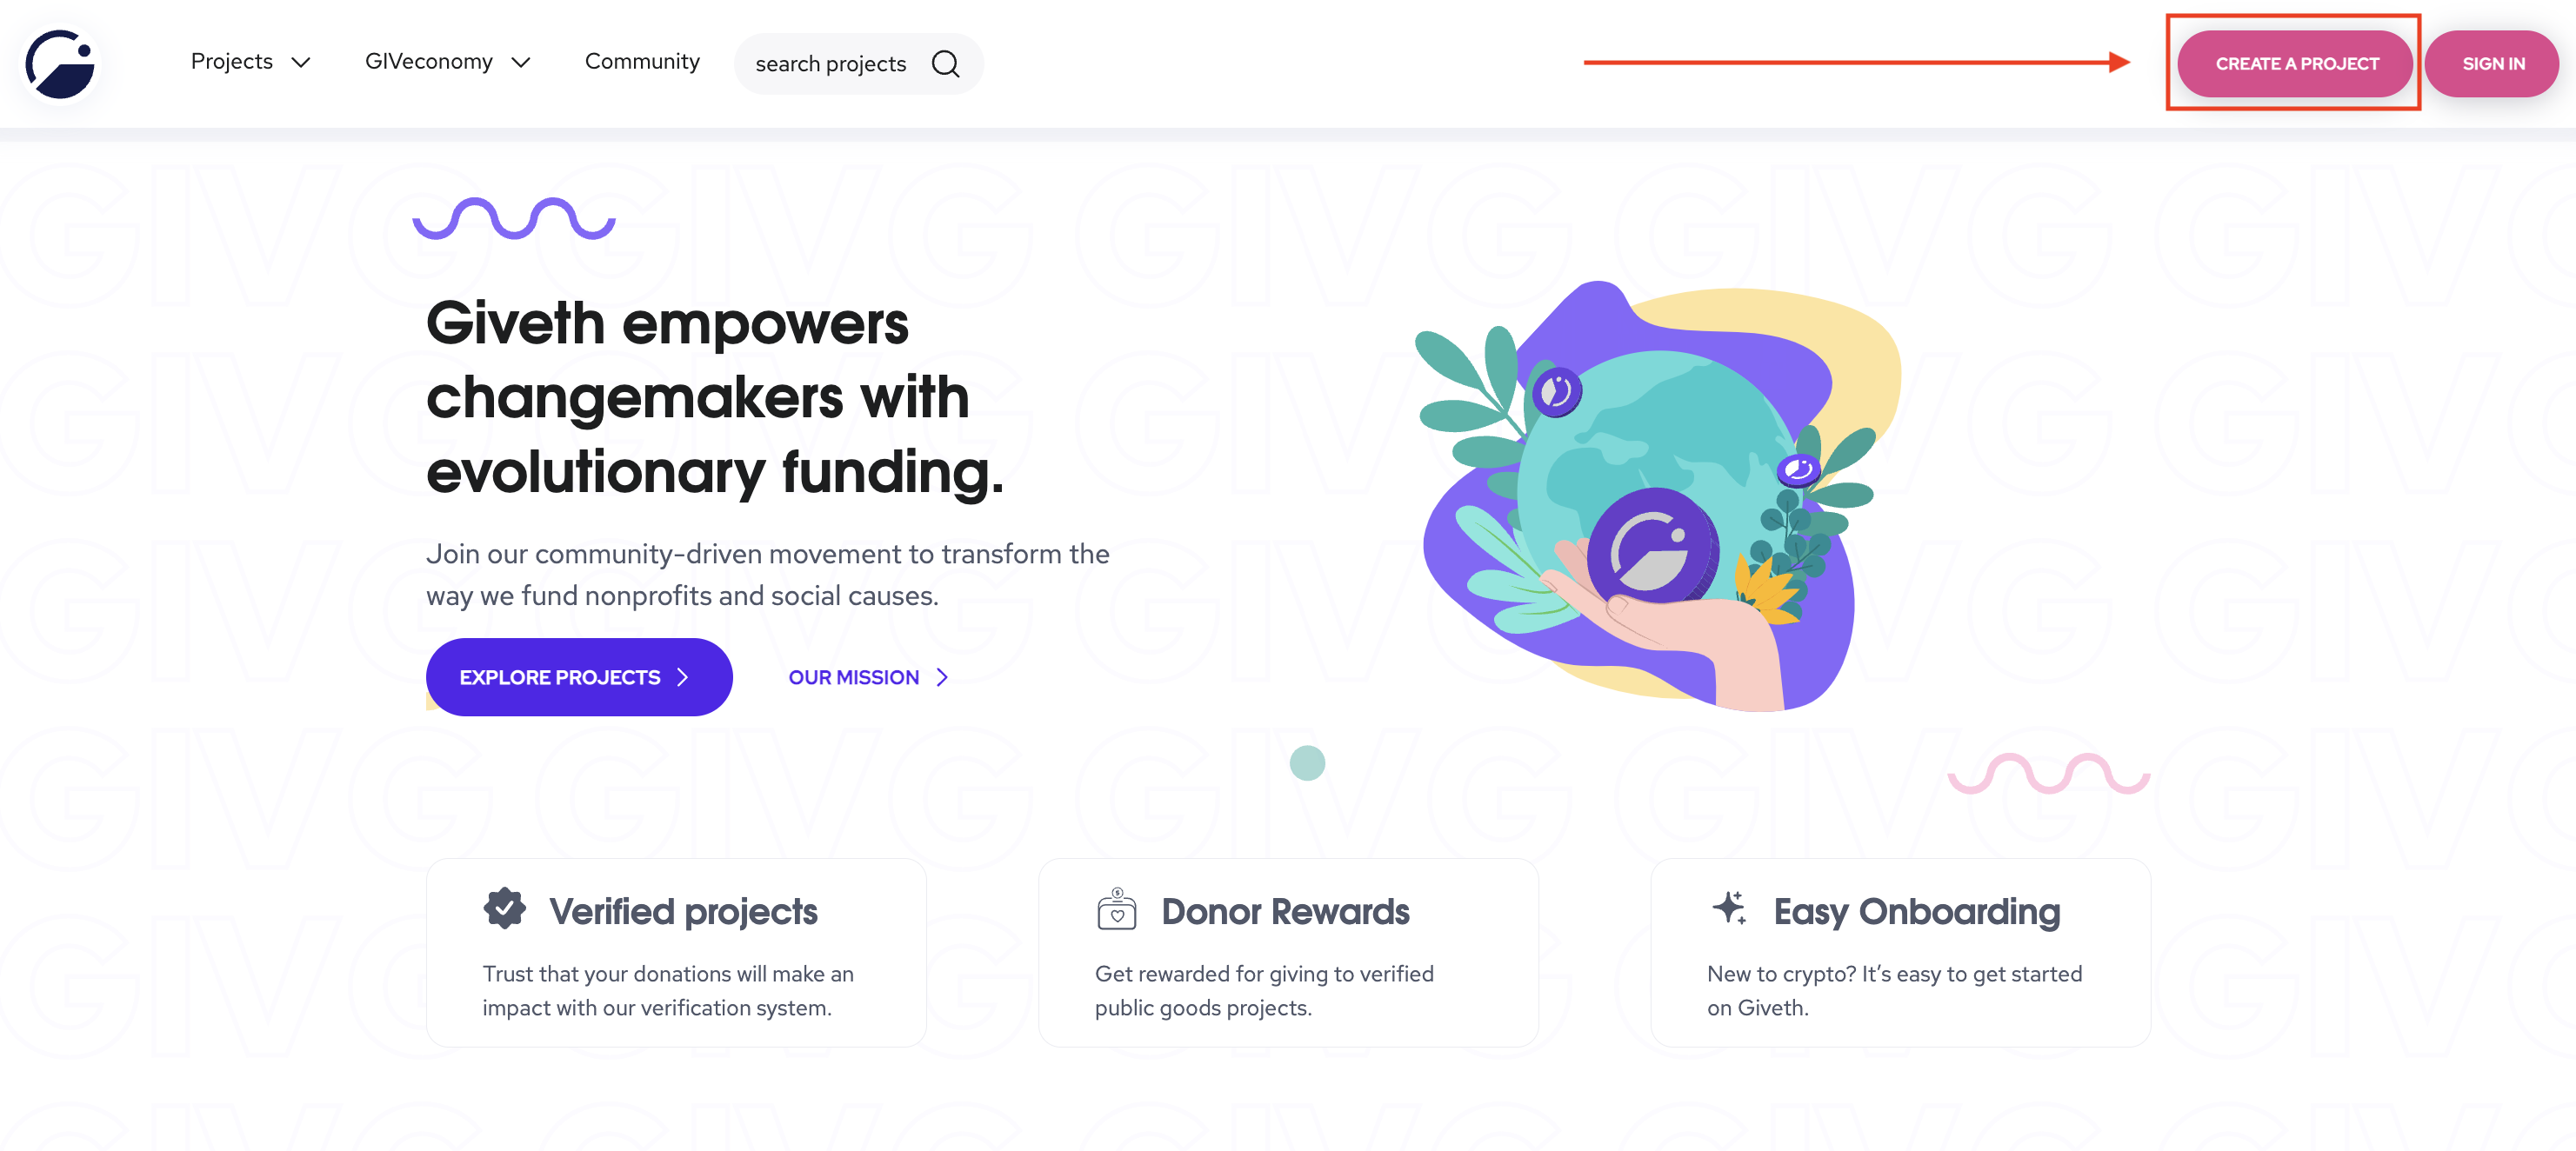 Projects
GIVeconomy
Community
search projects
CREATE A PROJECT
SIGN IN
Giveth empowers
changemakers with
evolutionary funding.
Join our community-driven movement to transform the
way we fund nonprofits and social causes.
EXPLORE PROJECTS
OUR MISSION
Verified projects
Trust that your donations will make an
impact with our verification system.
Donor Rewards
Get rewarded for giving to verified
public goods projects.
Easy Onboarding
New to crypto? It's easy to get started
on Giveth.